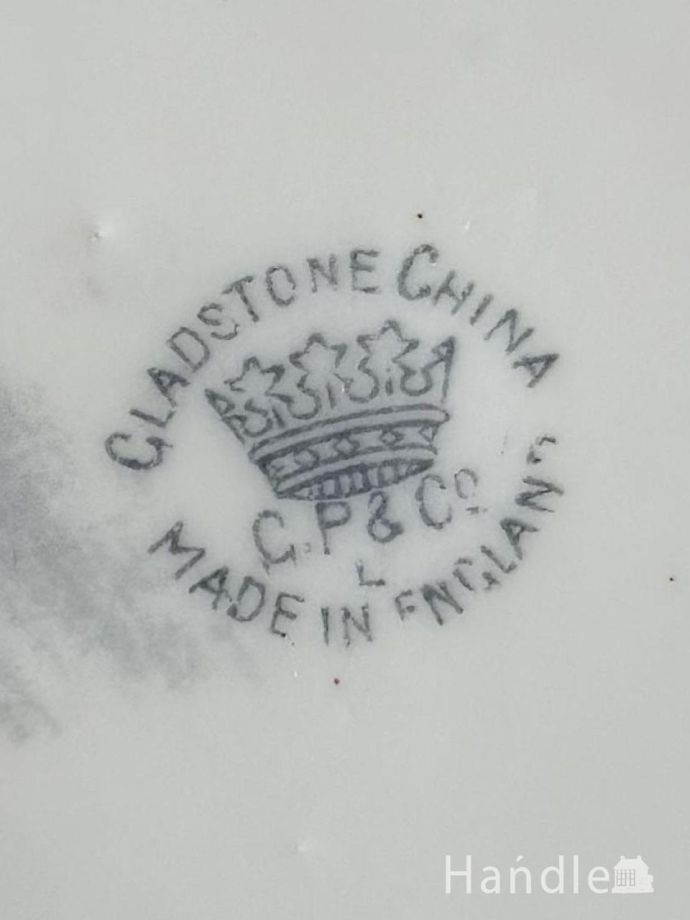 GLADSTONE CHINA
G.P & Co
L
MADE IN ENGLAND
Handle